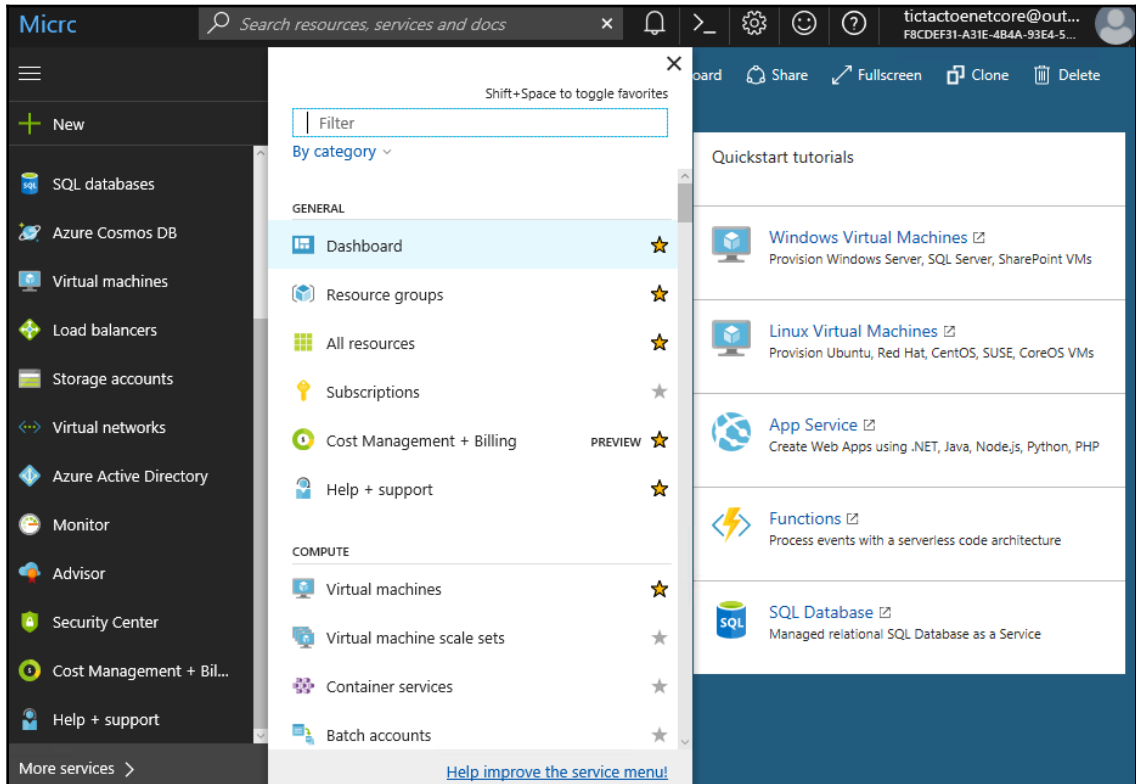 Micrc
Search resources, services and docs
tictactoenetcore@out...
F8CDEF31-A31E-4B4A-93E4-5...
New
SQL databases
Azure Cosmos DB
Virtual machines
Load balancers
Storage accounts
Virtual networks
Azure Active Directory
Monitor
Advisor
Security Center
Cost Management + Bil...
Help + support
More services >
Shift+Space to toggle favorites
Filter
By category
GENERAL
Dashboard
Resource groups
All resources
Subscriptions
Cost Management + Billing PREVIEW
Help + support
COMPUTE
Virtual machines
Virtual machine scale sets
Container services
Batch accounts
Help improve the service menu!
oard Share Fullscreen Clone Delete
Quickstart tutorials
Windows Virtual Machines
Provision Windows Server, SQL Server, SharePoint VMs
Linux Virtual Machines
Provision Ubuntu, Red Hat, CentOS, SUSE, CoreOS VMs
App Service
Create Web Apps using .NET, Java, Node.js, Python, PHP
Functions
Process events with a serverless code architecture
SQL
SQL Database
Managed relational SQL Database as a Service